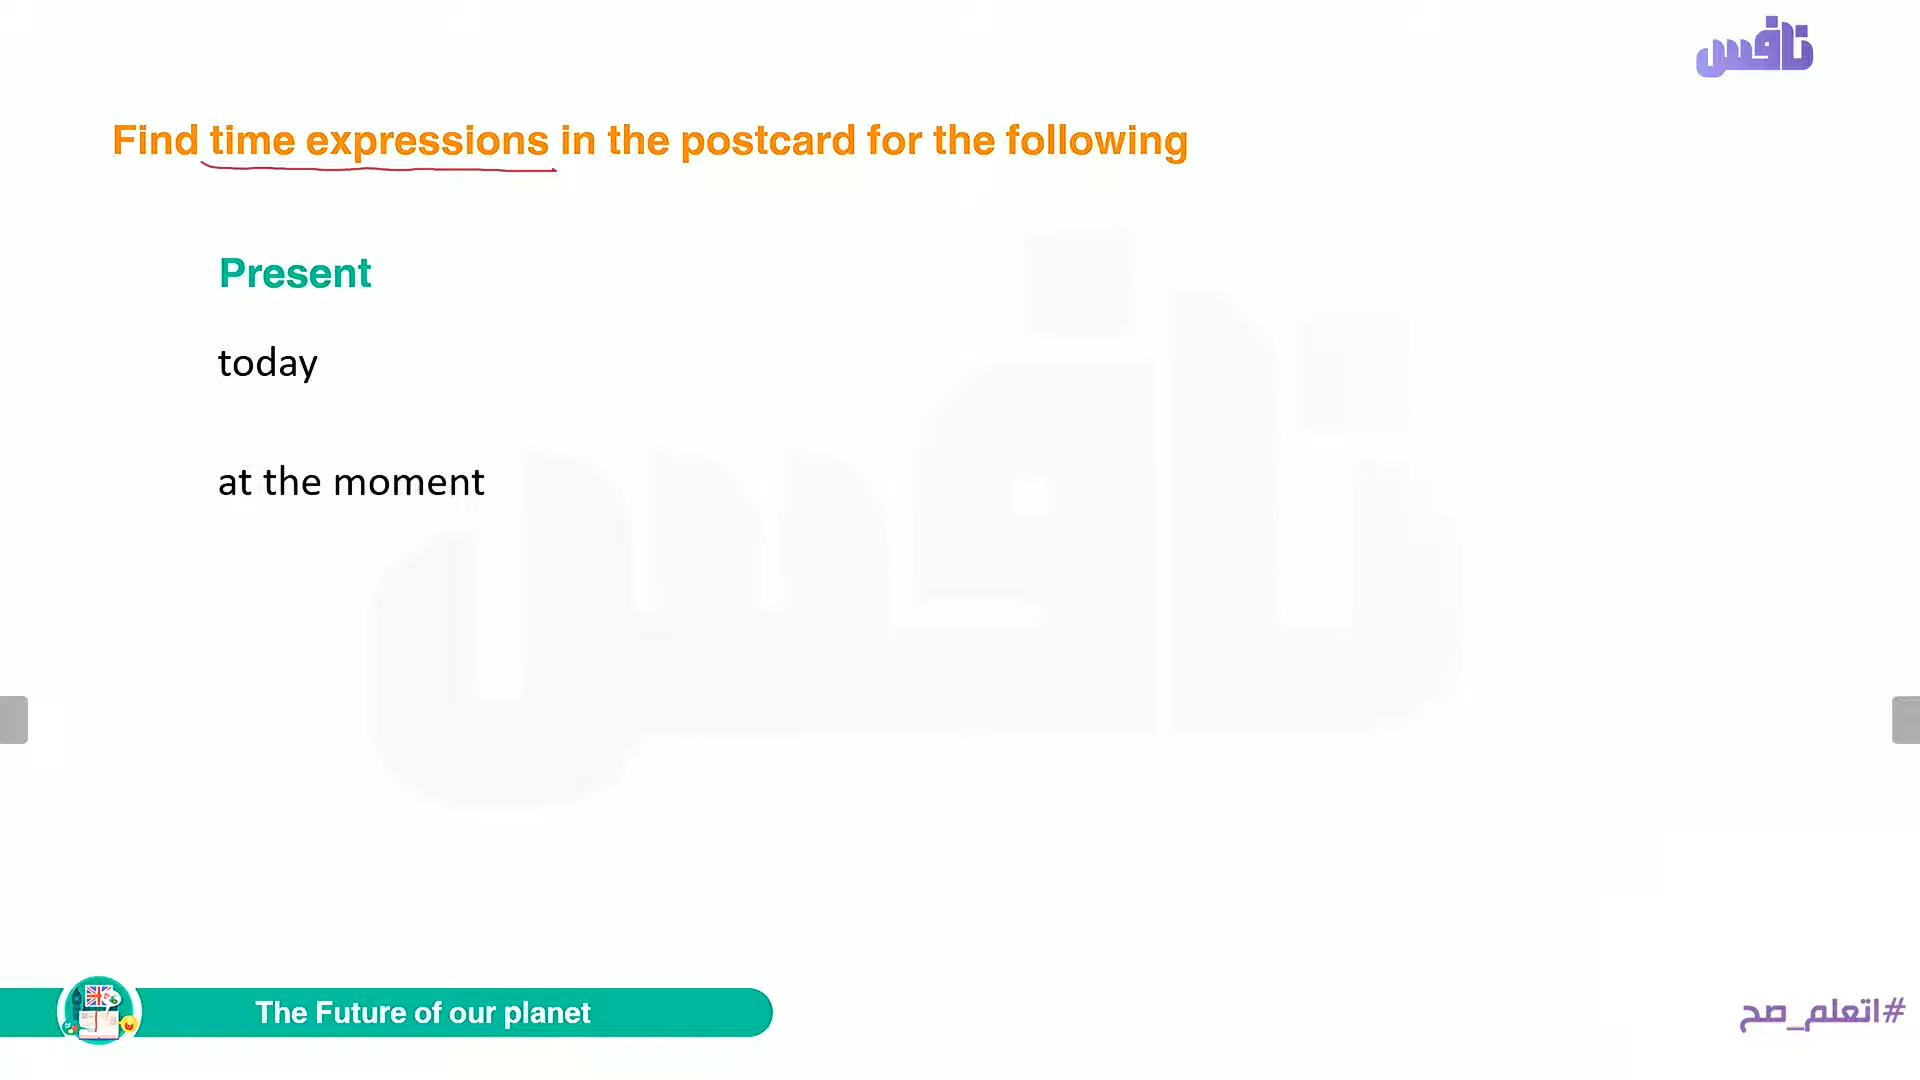 نافس
Find time expressions in the postcard for the following
Present
today
at the moment
The Future of our planet
#اتعلم_صح